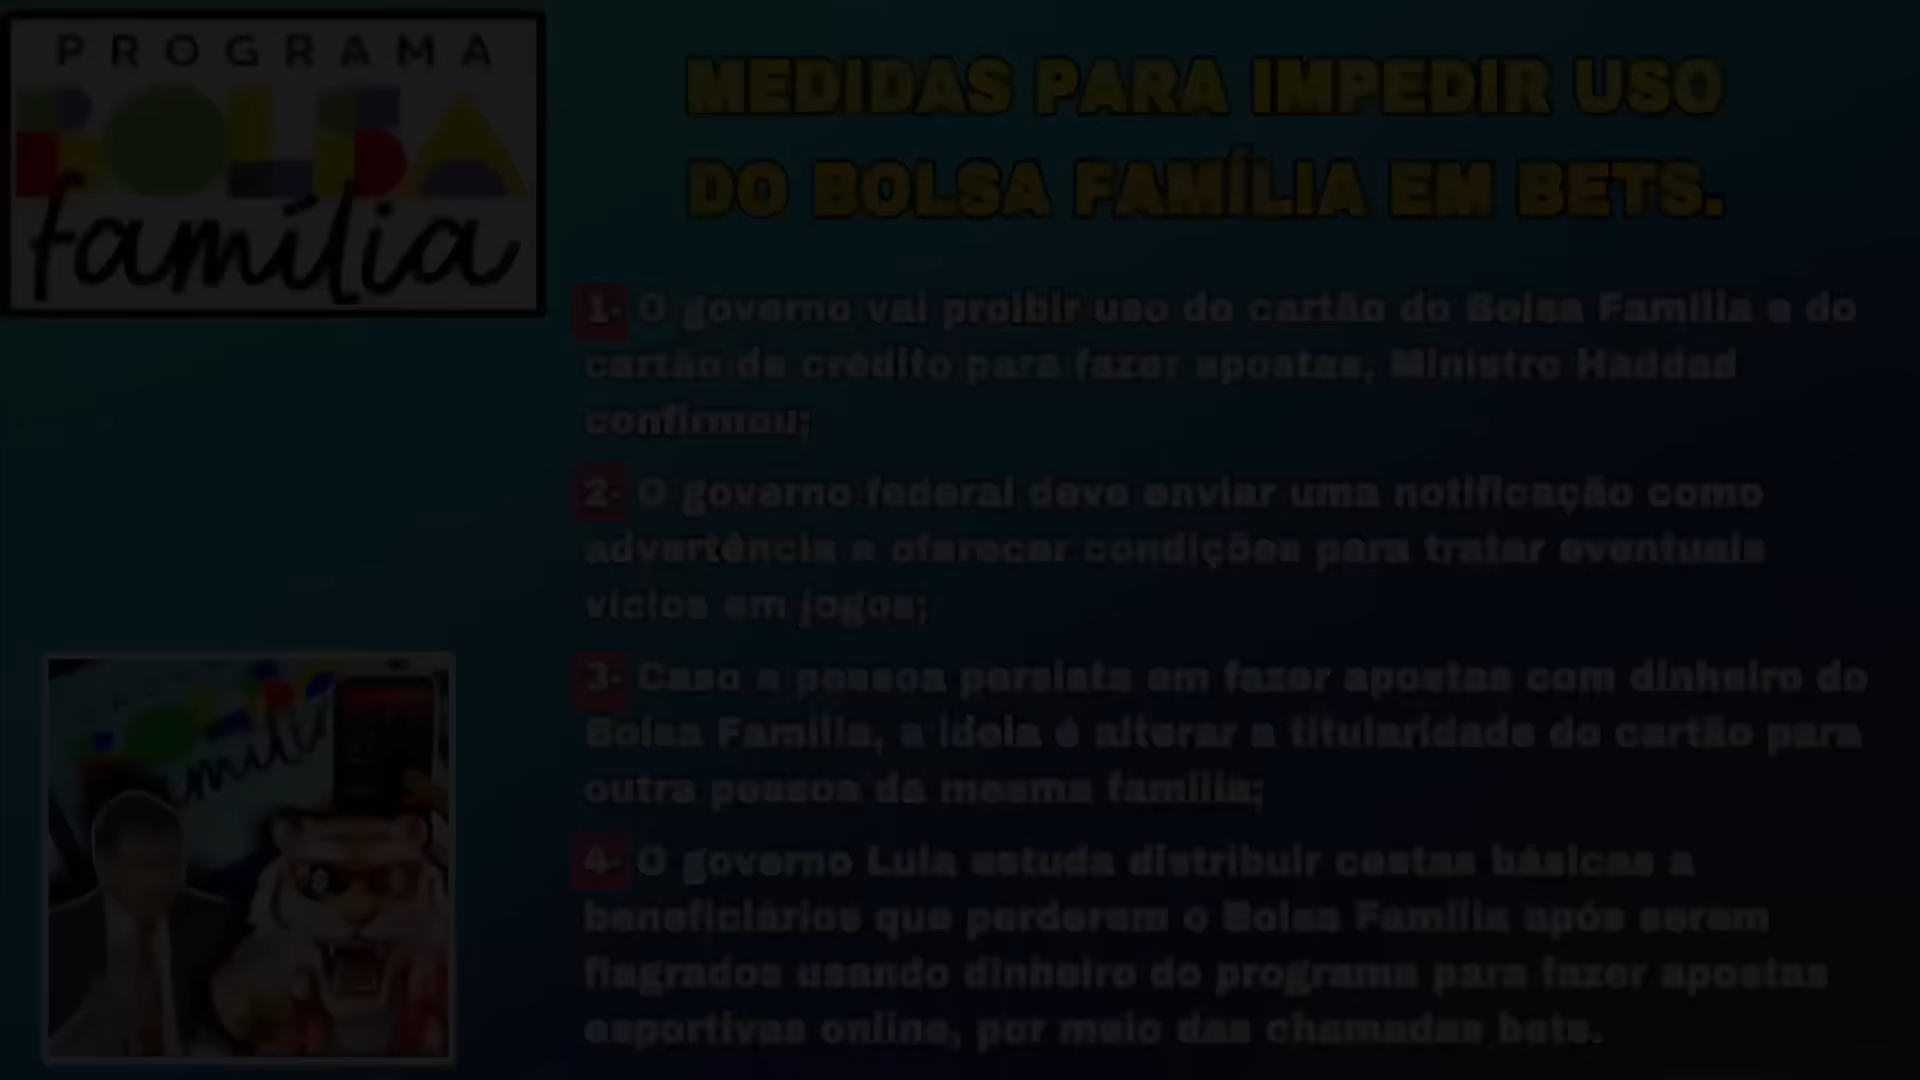 PROGRAMA
BOLSA
família
MEDIDAS PARA IMPEDIR USO
DO BOLSA FAMÍLIA EM BETS.
1- O governo vai proibir uso do cartão do Bolsa Família e do
cartão de crédito para fazer apostas, Ministro Haddad
confirmou;
2- O governo federal deve enviar uma notificação como
advertência e oferecer condições para tratar eventuais
vícios em jogos;
3- Caso a pessoa persista em fazer apostas com dinheiro do
Bolsa Família, a ideia é alterar a titularidade do cartão para
outra pessoa da mesma família;
4- O governo Lula estuda distribuir cestas básicas a
beneficiários que perderem o Bolsa Família após serem
flagrados usando dinheiro do programa para fazer apostas
esportivas online, por meio das chamadas bets.
família